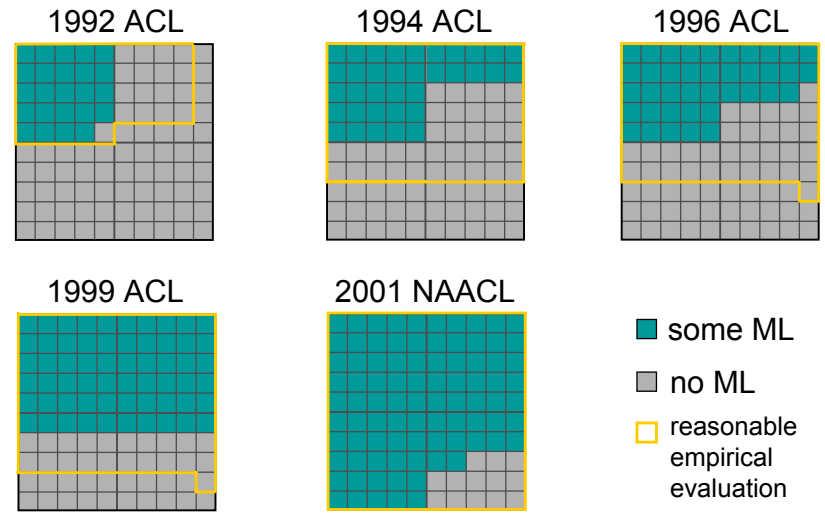 1992 ACL
1994 ACL
1996 ACL
1999 ACL
2001 NAACL
some ML
no ML
reasonable
empirical
evaluation